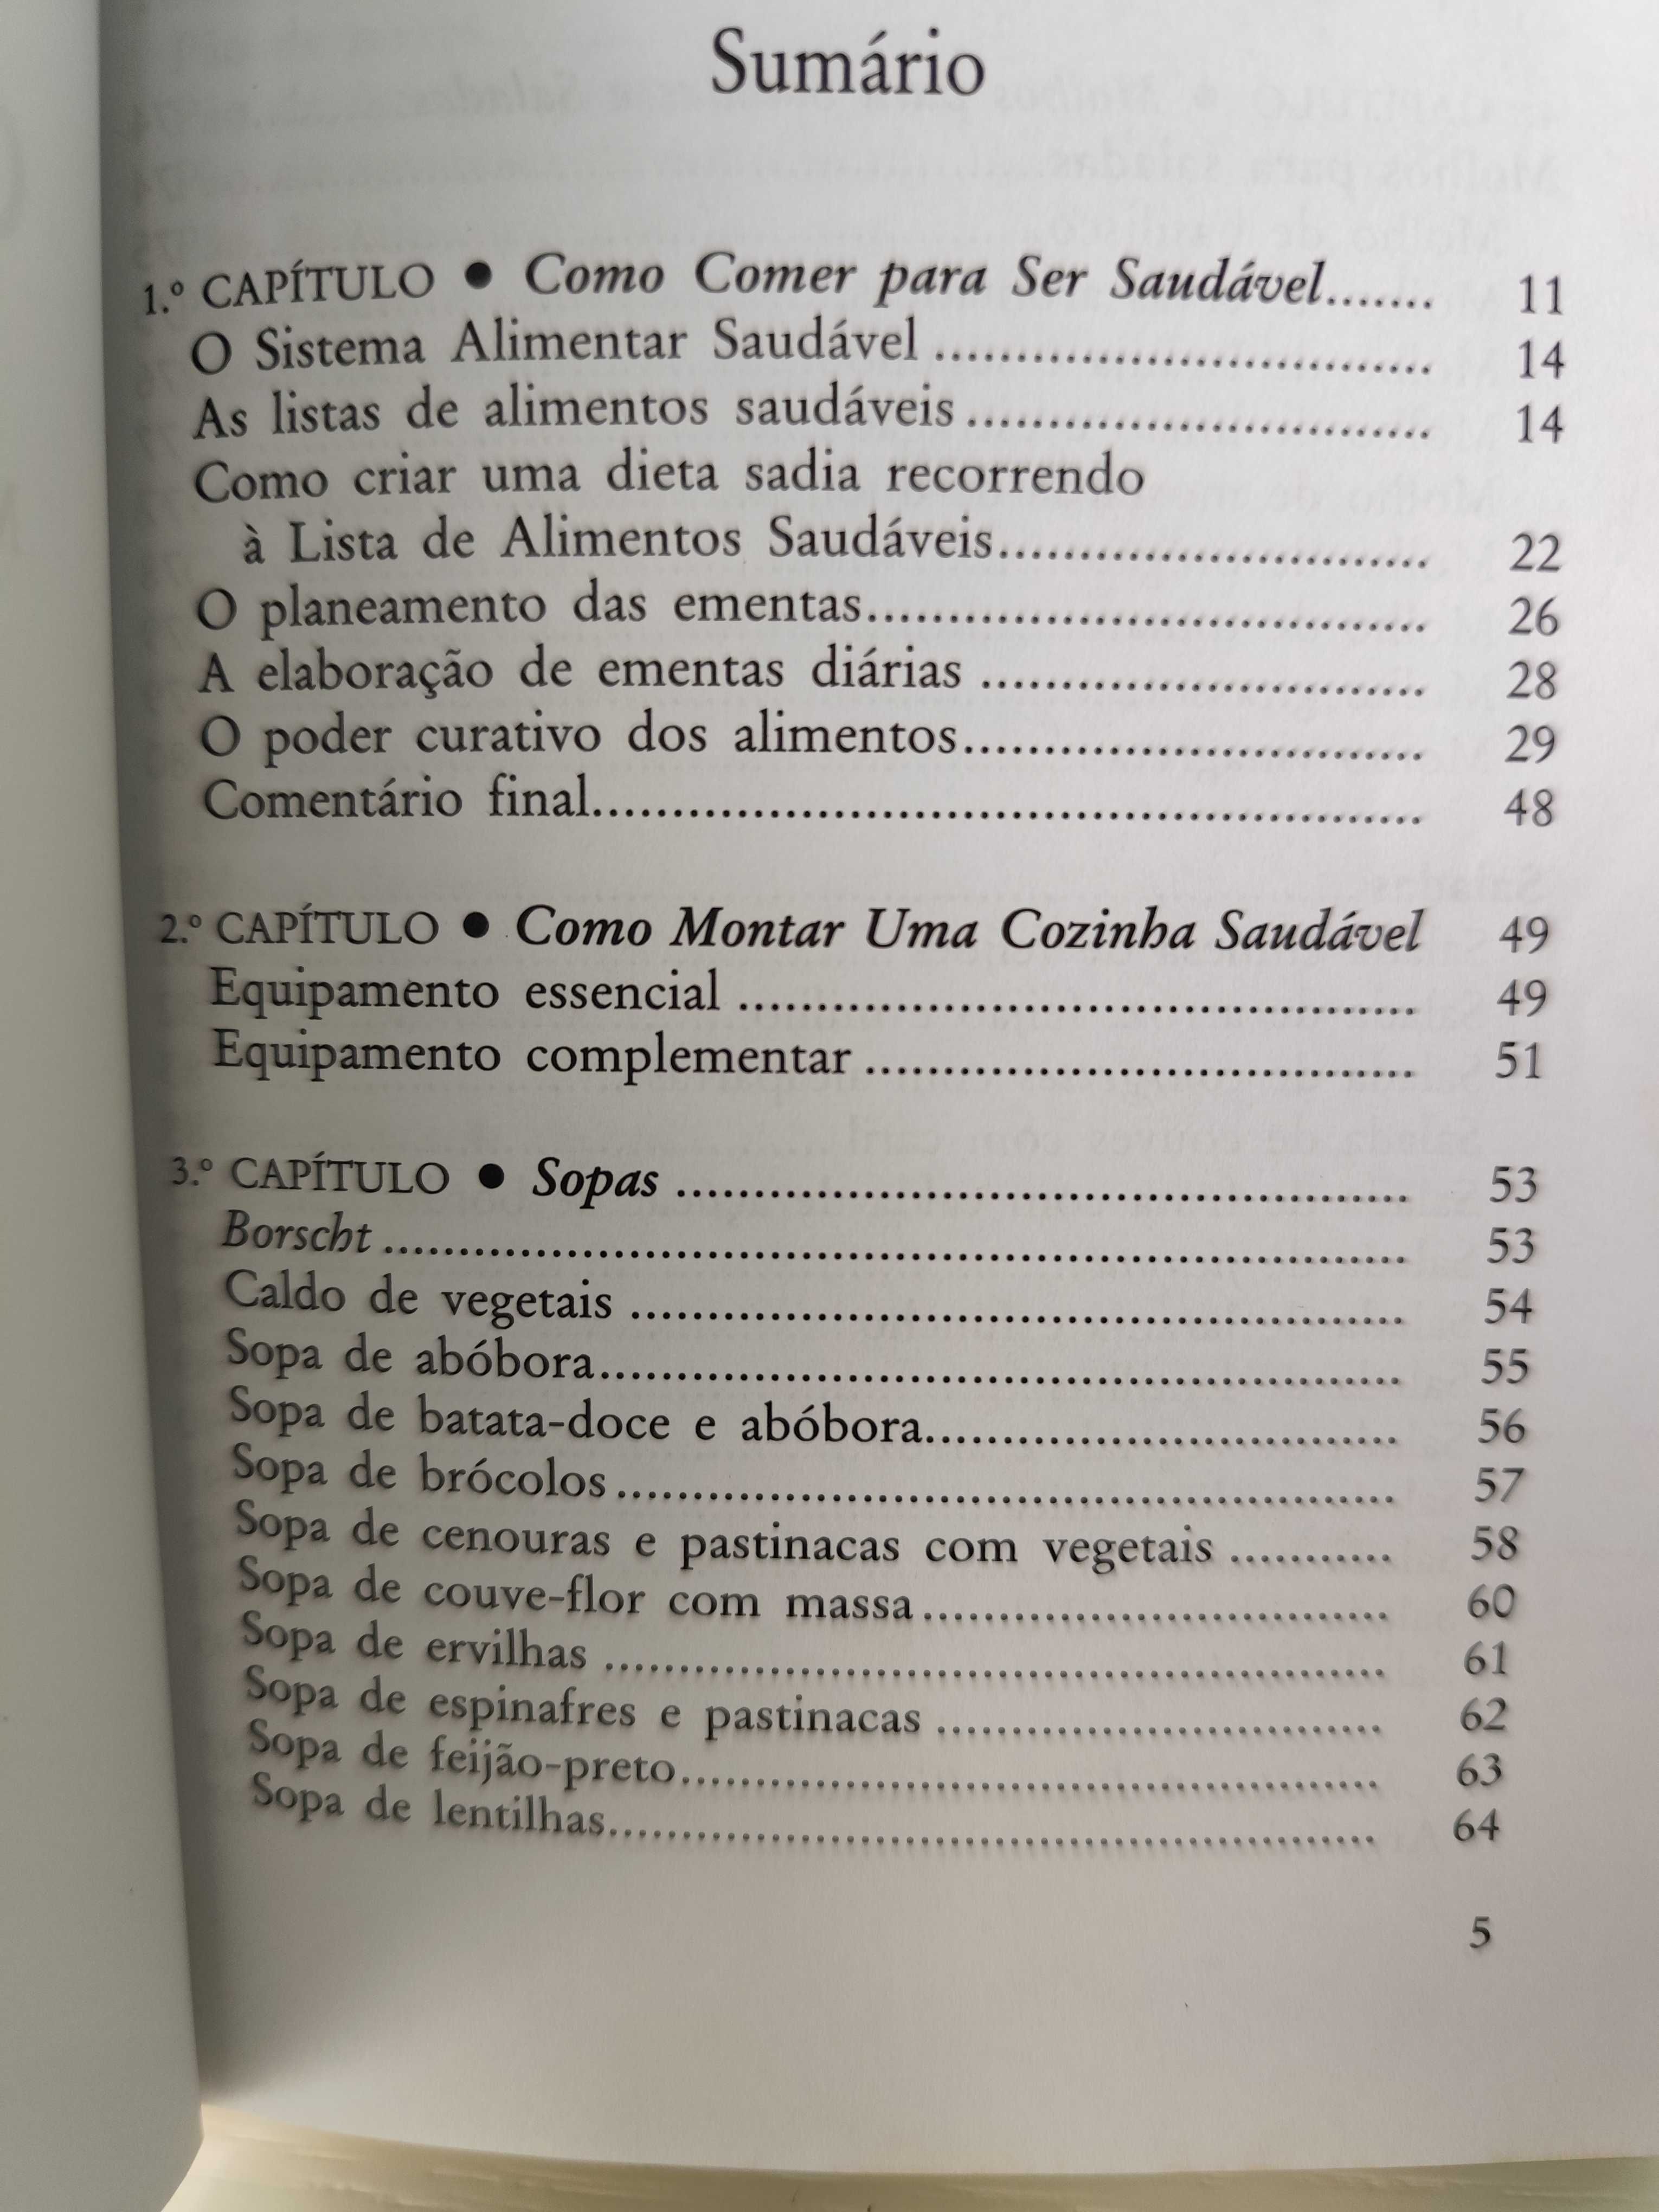 Sumário
1.º CAPÍTULO • Como Comer para Ser Saudável....... 11
O Sistema Alimentar Saudável ............................... 14
As listas de alimentos saudáveis ............................. 14
Como criar uma dieta sadia recorrendo
à Lista de Alimentos Saudáveis........................... 22
O planeamento das ementas................................... 26
A elaboração de ementas diárias ............................ 28
O poder curativo dos alimentos............................. 29
Comentário final.................................................... 48
2.º CAPÍTULO • Como Montar Uma Cozinha Saudável 49
Equipamento essencial ........................................... 49
Equipamento complementar ................................... 51
3.º CAPÍTULO • Sopas ............................................... 53
Borscht .................................................................. 53
Caldo de vegetais .................................................. 54
Sopa de abóbora.................................................... 55
Sopa de batata-doce e abóbora............................... 56
Sopa de brócolos ................................................... 57
Sopa de cenouras e pastinacas com vegetais ........... 58
Sopa de couve-flor com massa ............................... 60
Sopa de ervilhas .................................................... 61
Sopa de espinafres e pastinacas .............................. 62
Sopa de feijão-preto............................................... 63
Sopa de lentilhas.................................................... 64
5